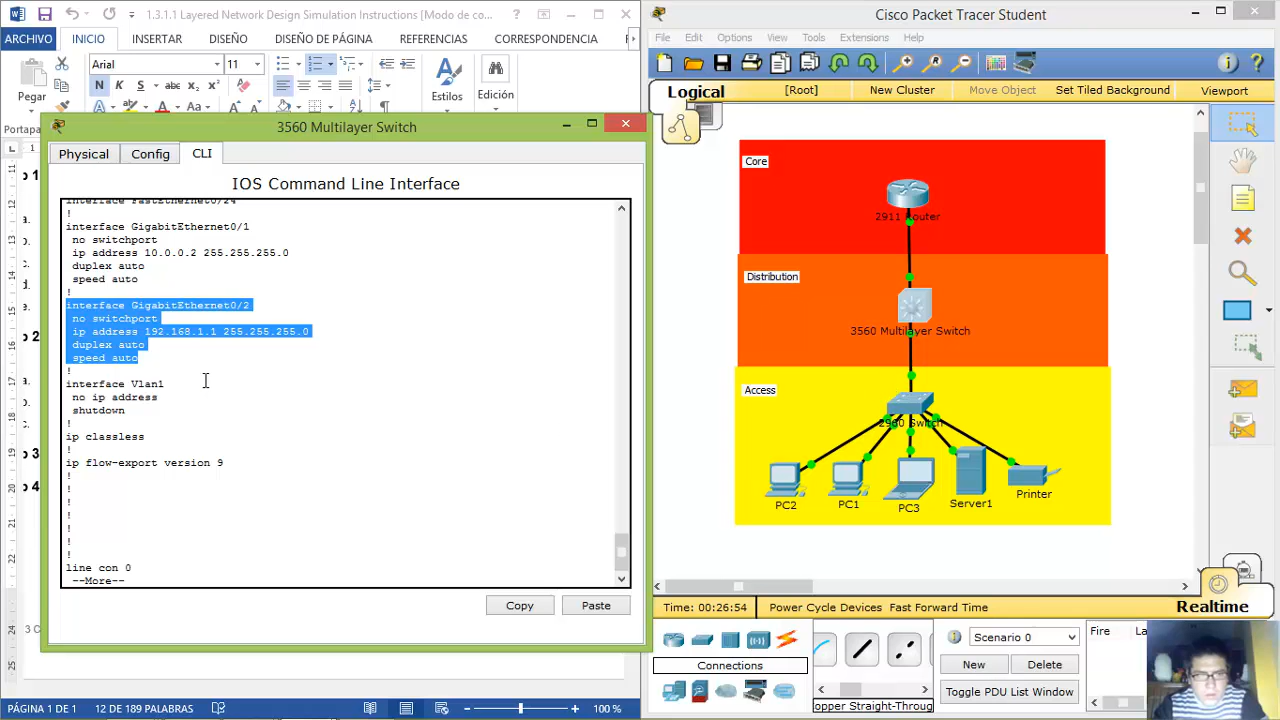 1.3.1.1 Layered Network Design Simulation Instructions [Modo de co...
ARCHIVO INICIO INSERTAR DISEÑO DISEÑO DE PÁGINA REFERENCIAS CORRESPONDENCIA
Arial 11
N K S abc x₂ x²
Pegar Estilos Edición
Portapa
3560 Multilayer Switch
Physical Config CLI
IOS Command Line Interface
interface FastEthernet0/24
!
interface GigabitEthernet0/1
no switchport
ip address 10.0.0.2 255.255.255.0
duplex auto
speed auto
!
interface GigabitEthernet0/2
no switchport
ip address 192.168.1.1 255.255.255.0
duplex auto
speed auto
!
interface Vlan1
no ip address
shutdown
!
ip classless
!
ip flow-export version 9
!
!
!
!
!
!
!
line con 0
--More--
Copy Paste
PÁGINA 1 DE 1 12 DE 189 PALABRAS 100 %
Cisco Packet Tracer Student
File Edit Options View Tools Extensions Help
Logical [Root] New Cluster Move Object Set Tiled Background Viewport
Core
2911 Router
Distribution
3560 Multilayer Switch
Access
2960 Switch
PC2 PC1 PC3 Server1 Printer
Time: 00:26:54 Power Cycle Devices Fast Forward Time Realtime
Scenario 0 Fire La
New Delete
Toggle PDU List Window
Connections
opper Straight-Throug